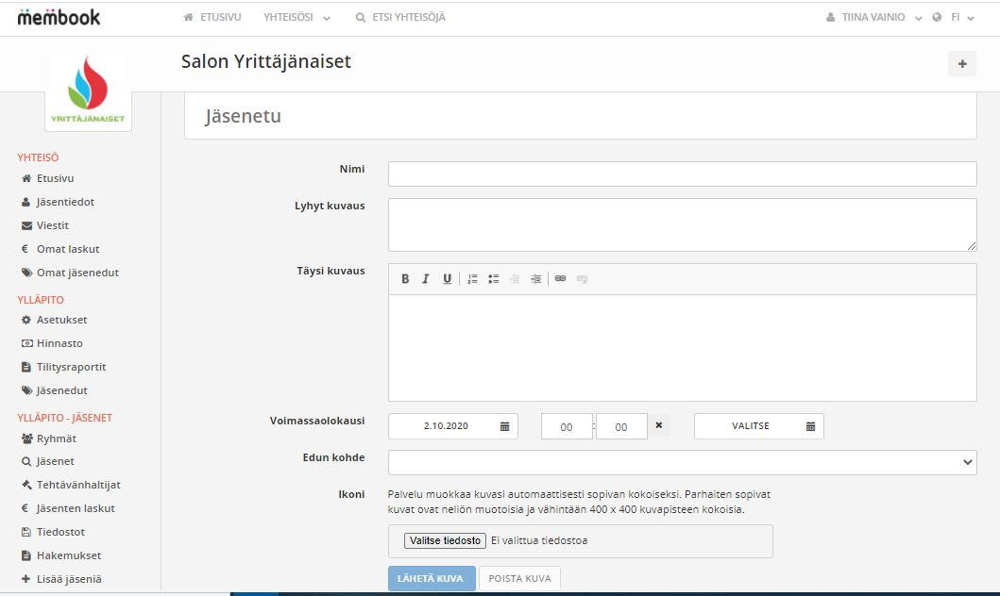 membook
ETUSIVU YHTEISÖSI ETSI YHTEISÖJÄ TIINA VAINIO FI
Salon Yrittäjänaiset +
YRITTÄJÄNAISET
Jäsenetu
YHTEISÖ
Etusivu
Jäsentiedot
Viestit
€ Omat laskut
Omat jäsenedut
YLLÄPITO
Asetukset
Hinnasto
Tilitysraportit
Jäsenedut
YLLÄPITO - JÄSENET
Ryhmät
Jäsenet
Tehtävänhaltijat
€ Jäsenten laskut
Tiedostot
Hakemukset
+ Lisää jäseniä
Nimi
Lyhyt kuvaus
Täysi kuvaus
B I U
Voimassaolokausi 2.10.2020 00 : 00 VALITSE
Edun kohde
Ikoni Palvelu muokkaa kuvasi automaattisesti sopivan kokoiseksi. Parhaiten sopivat
kuvat ovat neliön muotoisia ja vähintään 400 x 400 kuvapisteen kokoisia.
Valitse tiedosto Ei valittua tiedostoa
LÄHETÄ KUVA POISTA KUVA